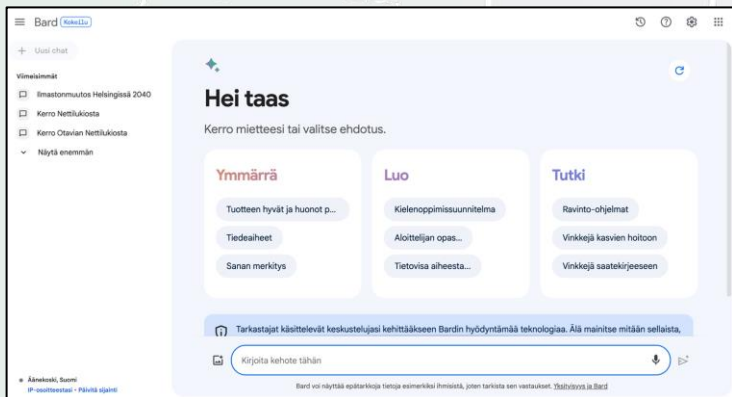 Bard Kokeilu
+ Uusi chat
Viimeisimmät
Ilmastonmuutos Helsingissä 2040
Kerro Nettilukiosta
Kerro Otavian Nettilukiosta
Näytä enemmän
Äänekoski, Suomi
IP-osoitteestasi • Päivitä sijainti
Hei taas
Kerro mietteesi tai valitse ehdotus.
Ymmärrä
Tuotteen hyvät ja huonot p...
Tiedeaiheet
Sanan merkitys
Luo
Kielenoppimissuunnitelma
Aloittelijan opas...
Tietovisa aiheesta...
Tutki
Ravinto-ohjelmat
Vinkkejä kasvien hoitoon
Vinkkejä saatekirjeeseen
Tarkastajat käsittelevät keskustelujasi kehittääkseen Bardin hyödyntämää teknologiaa. Älä mainitse mitään sellaista,
Kirjoita kehote tähän
Bard voi näyttää epätarkkoja tietoja esimerkiksi ihmisistä, joten tarkista sen vastaukset. Yksityisyys ja Bard